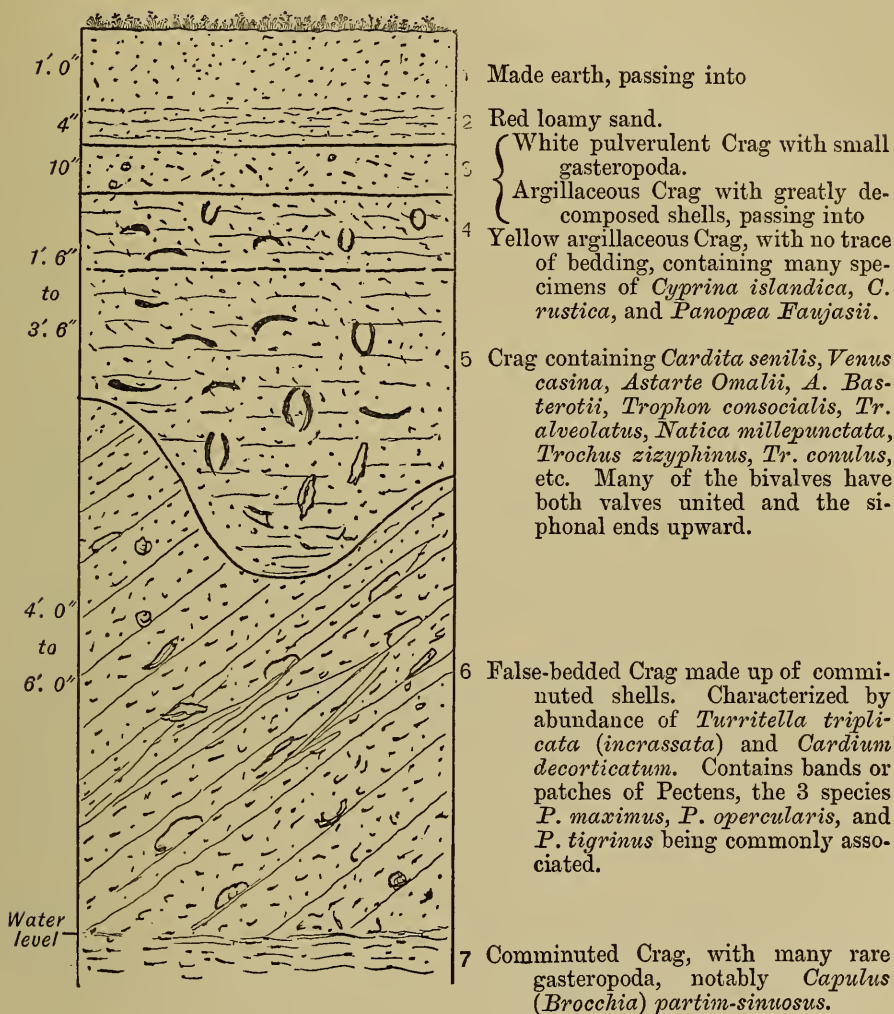 1'. 0"
4"
10"
1'. 6"
to
3'. 6"
4'. 0"
to
6'. 0"
Water
level
1 Made earth, passing into
2 Red loamy sand.
3 { White pulverulent Crag with small
gasteropoda.
Argillaceous Crag with greatly de-
composed shells, passing into
4 Yellow argillaceous Crag, with no trace
of bedding, containing many spe-
cimens of Cyprina islandica, C.
rustica, and Panopæa Faujasii.
5 Crag containing Cardita senilis, Venus
casina, Astarte Omalii, A. Bas-
terotii, Trophon consocialis, Tr.
alveolatus, Natica millepunctata,
Trochus zizyphinus, Tr. conulus,
etc. Many of the bivalves have
both valves united and the si-
phonal ends upward.
6 False-bedded Crag made up of commi-
nuted shells. Characterized by
abundance of Turritella tripli-
cata (incrassata) and Cardium
decorticatum. Contains bands or
patches of Pectens, the 3 species
P. maximus, P. opercularis, and
P. tigrinus being commonly asso-
ciated.
7 Comminuted Crag, with many rare
gasteropoda, notably Capulus
(Brocchia) partim-sinuosus.